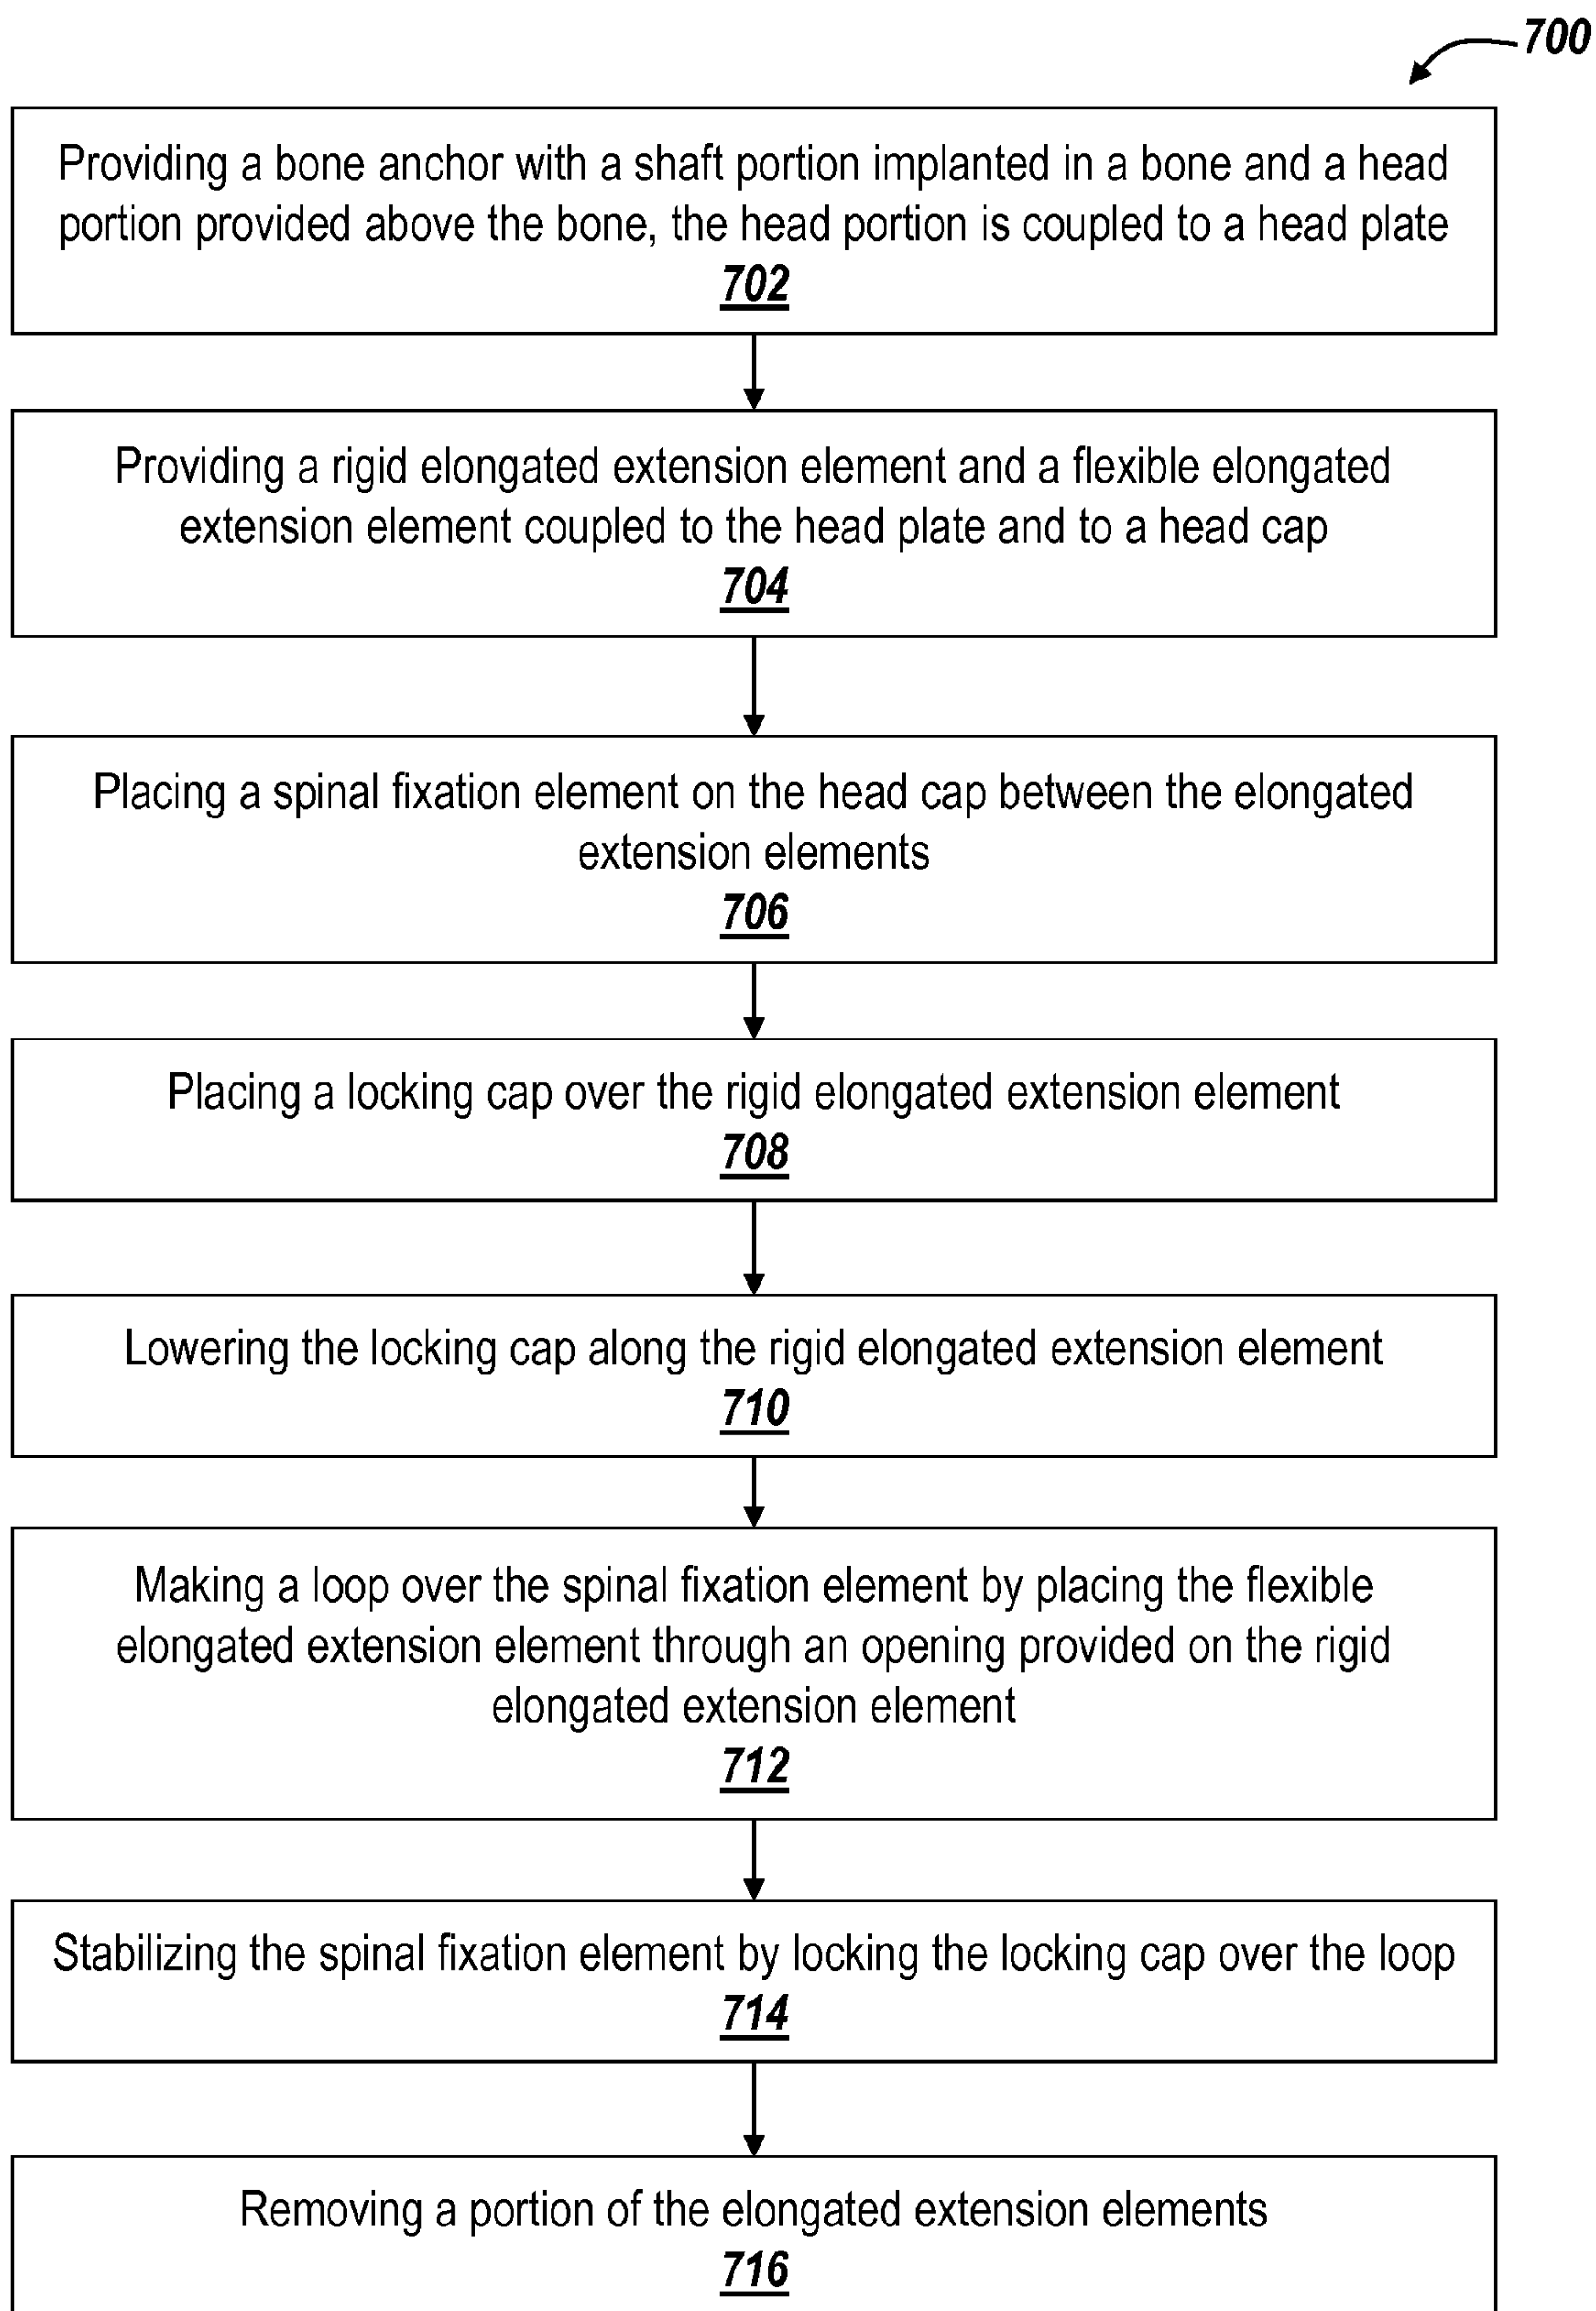 700
Providing a bone anchor with a shaft portion implanted in a bone and a head
portion provided above the bone, the head portion is coupled to a head plate
702
Providing a rigid elongated extension element and a flexible elongated
extension element coupled to the head plate and to a head cap
704
Placing a spinal fixation element on the head cap between the elongated
extension elements
706
Placing a locking cap over the rigid elongated extension element
708
Lowering the locking cap along the rigid elongated extension element
710
Making a loop over the spinal fixation element by placing the flexible
elongated extension element through an opening provided on the rigid
elongated extension element
712
Stabilizing the spinal fixation element by locking the locking cap over the loop
714
Removing a portion of the elongated extension elements
716